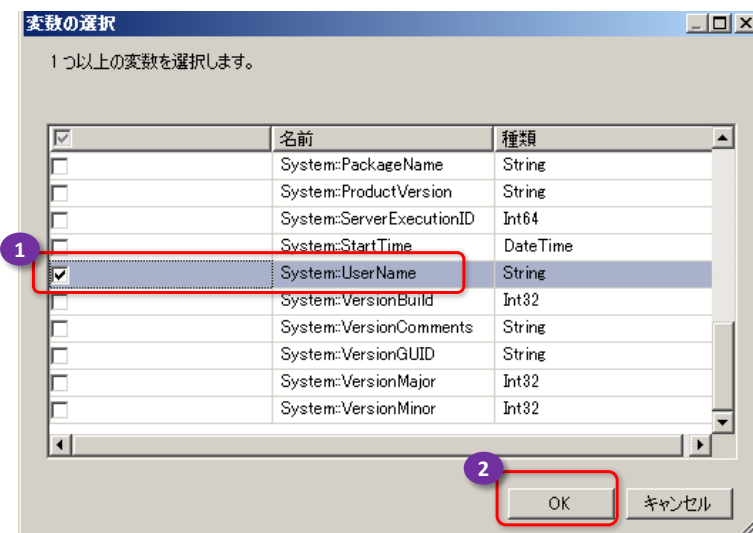 変数の選択
1 つ以上の変数を選択します。
名前 種類
System::PackageName String
System::ProductVersion String
System::ServerExecutionID Int64
System::StartTime DateTime
1
System::UserName String
System::VersionBuild Int32
System::VersionComments String
System::VersionGUID String
System::VersionMajor Int32
System::VersionMinor Int32
2
OK キャンセル